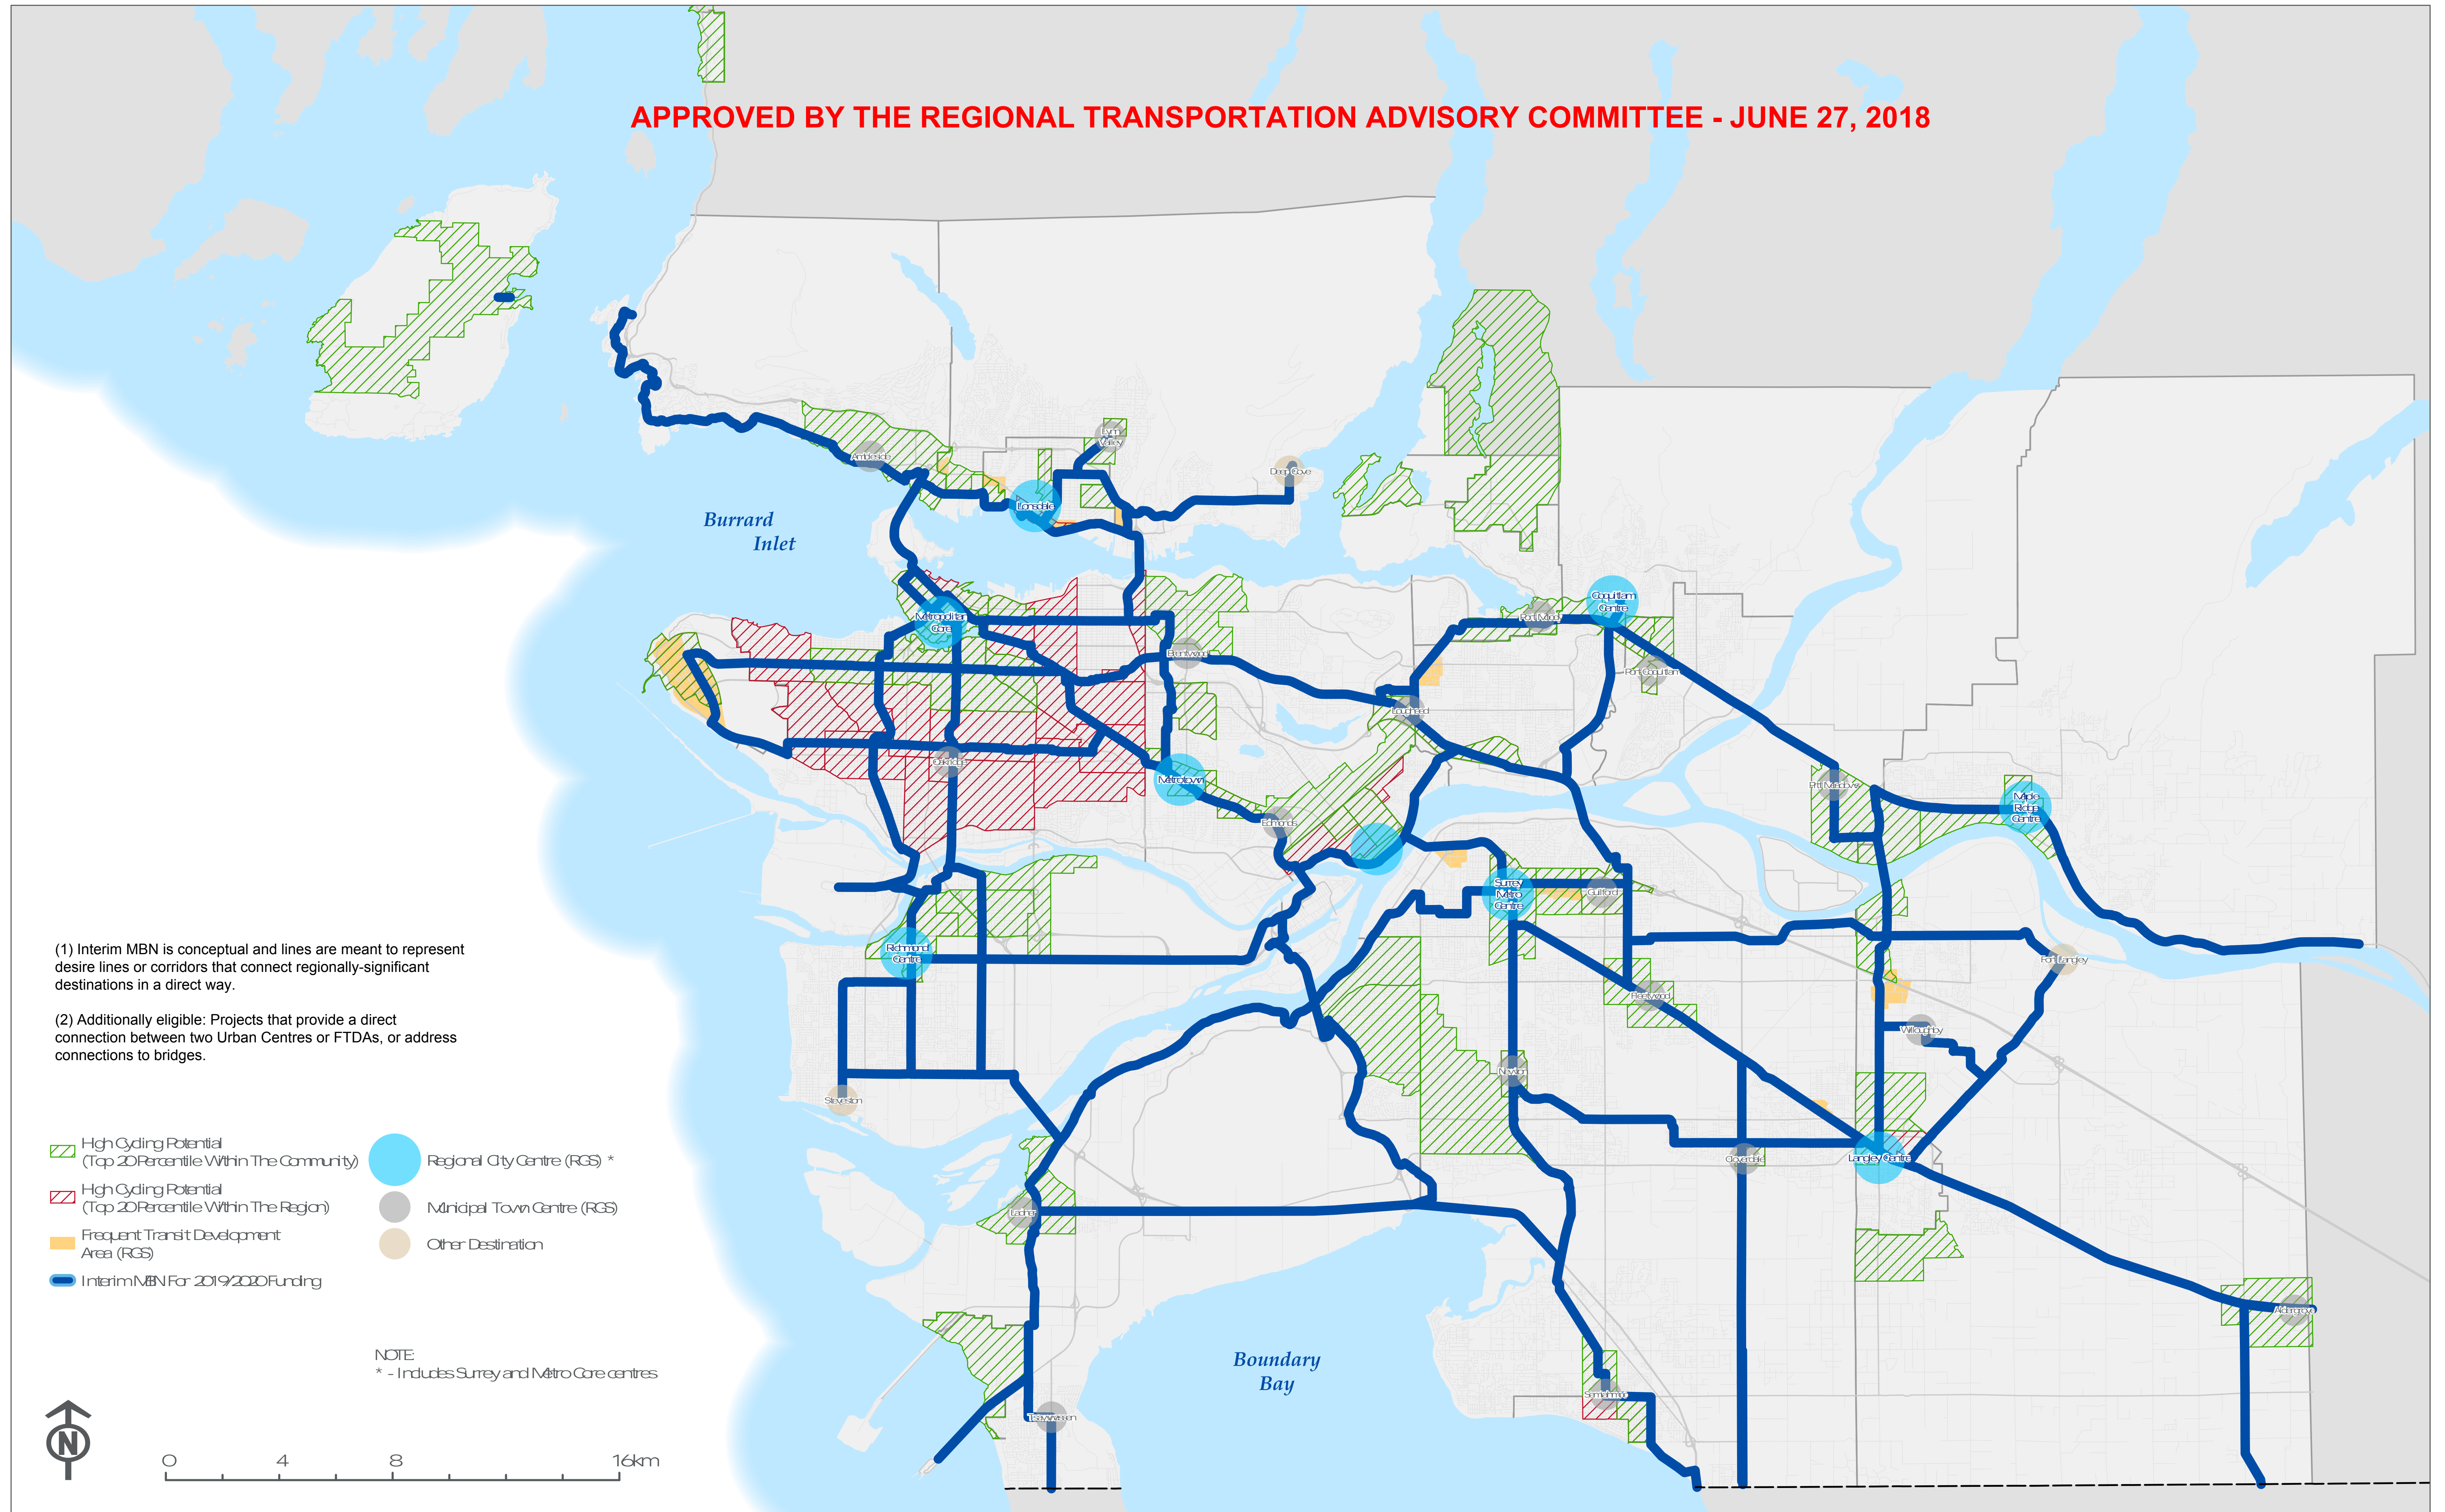 APPROVED BY THE REGIONAL TRANSPORTATION ADVISORY COMMITTEE - JUNE 27, 2018
Lynn
Valley
Ambleside
Deep Cove
Lonsdale
Burrard
Inlet
Coquitlam
Centre
Port Moody
Metropolitan
Core
Brentwood
Port Coquitlam
Lougheed
Oakridge
Metrotown
Pitt Meadows
Maple
Ridge
Centre
Edmonds
Surrey
Metro
Centre
Guilford
Richmond
Centre
Fort Langley
Fleetwood
Willoughby
Newton
Steveston
Cloverdale
Langley Centre
Ladner
Aldergrove
Boundary
Bay
Semiahmoo
Tsawwassen
(1) Interim MBN is conceptual and lines are meant to represent
desire lines or corridors that connect regionally-significant
destinations in a direct way.
(2) Additionally eligible: Projects that provide a direct
connection between two Urban Centres or FTDAs, or address
connections to bridges.
High Cycling Potential
(Top 20 Percentile Within The Community)
High Cycling Potential
(Top 20 Percentile Within The Region)
Frequent Transit Development
Area (RGS)
Interim MBN For 2019/2020 Funding
Regional City Centre (RGS) *
Municipal Town Centre (RGS)
Other Destination
NOTE:
* - Includes Surrey and Metro Core centres
N
0 4 8 16km